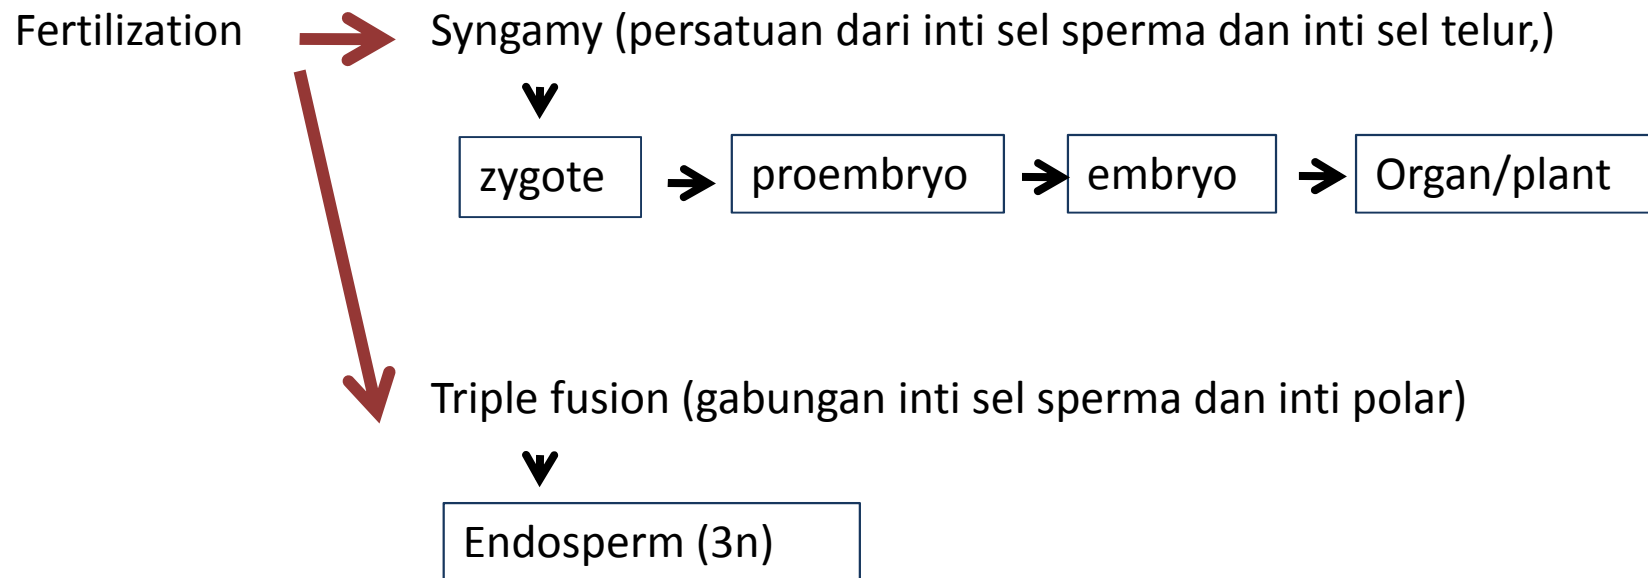 Fertilization
Syngamy (persatuan dari inti sel sperma dan inti sel telur,)
zygote
proembryo
embryo
Organ/plant
Triple fusion (gabungan inti sel sperma dan inti polar)
Endosperm (3n)